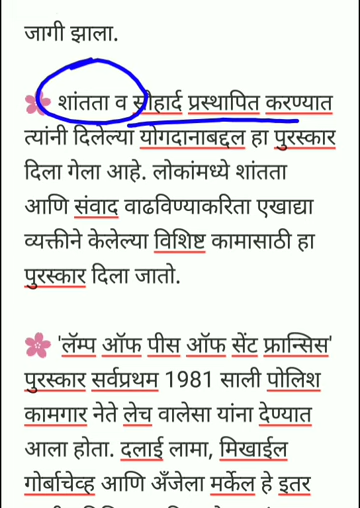 जागी झाला.
शांतता व सौहार्द प्रस्थापित करण्यात
त्यांनी दिलेल्या योगदानाबद्दल हा पुरस्कार
दिला गेला आहे. लोकांमध्ये शांतता
आणि संवाद वाढविण्याकरिता एखाद्या
व्यक्तीने केलेल्या विशिष्ट कामासाठी हा
पुरस्कार दिला जातो.
'लॅम्प ऑफ पीस ऑफ सेंट फ्रान्सिस'
पुरस्कार सर्वप्रथम 1981 साली पोलिश
कामगार नेते लेच वालेसा यांना देण्यात
आला होता. दलाई लामा, मिखाईल
गोर्बाचेव्ह आणि अँजेला मर्केल हे इतर